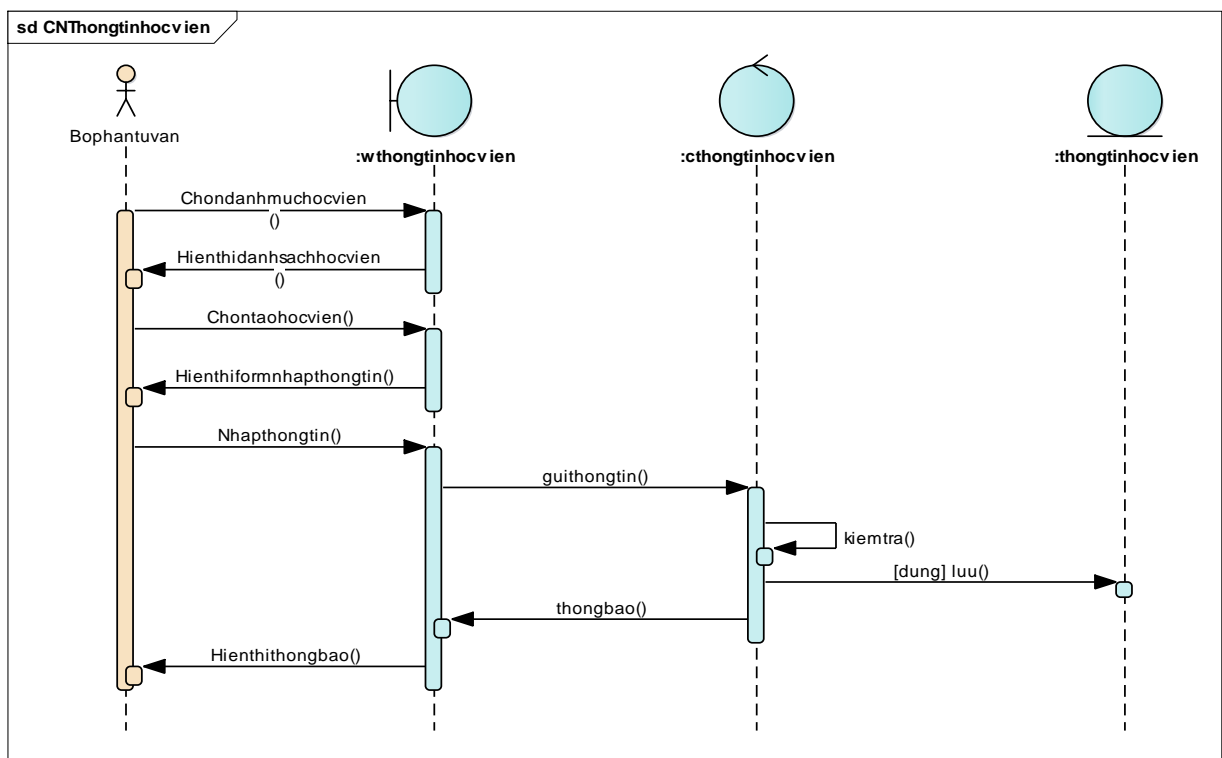 sd CNThongtinhocvien
Bophantuvan
:wthongtinhocvien
:cthongtinhocvien
:thongtinhocvien
Chondanhmuchocvien
()
Hienthidanhsachhocvien
()
Chontaohocvien()
Hienthiformnhapthongtin()
Nhapthongtin()
guithongtin()
kiemtra()
[dung] luu()
thongbao()
Hienthithongbao()